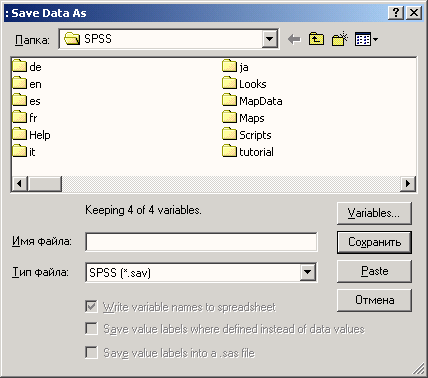 : Save Data As
Папка: SPSS
de
en
es
fr
Help
it
ja
Looks
MapData
Maps
Scripts
tutorial
Keeping 4 of 4 variables.
Variables...
Имя файла:
Сохранить
Тип файла: SPSS (*.sav)
Paste
Отмена
Write variable names to spreadsheet
Save value labels where defined instead of data values
Save value labels into a .sas file